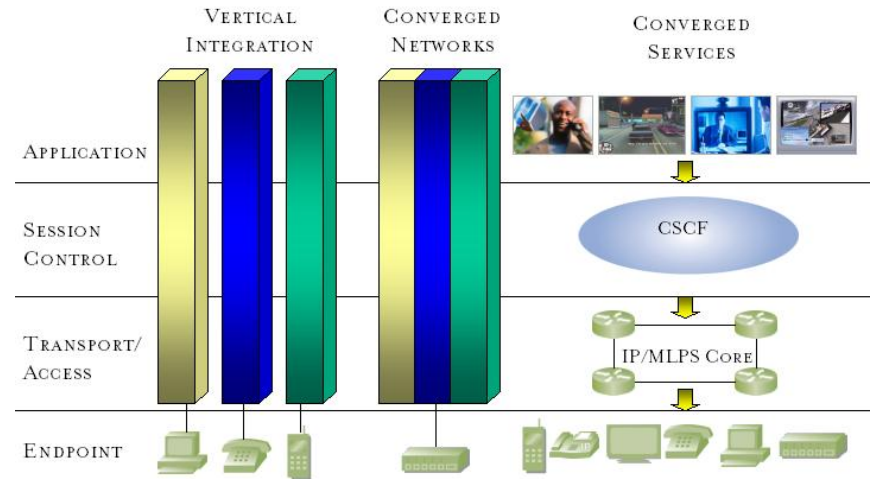 VERTICAL
INTEGRATION
CONVERGED
NETWORKS
CONVERGED
SERVICES
APPLICATION
SESSION
CONTROL
CSCF
TRANSPORT/
ACCESS
IP/MLPS CORE
ENDPOINT